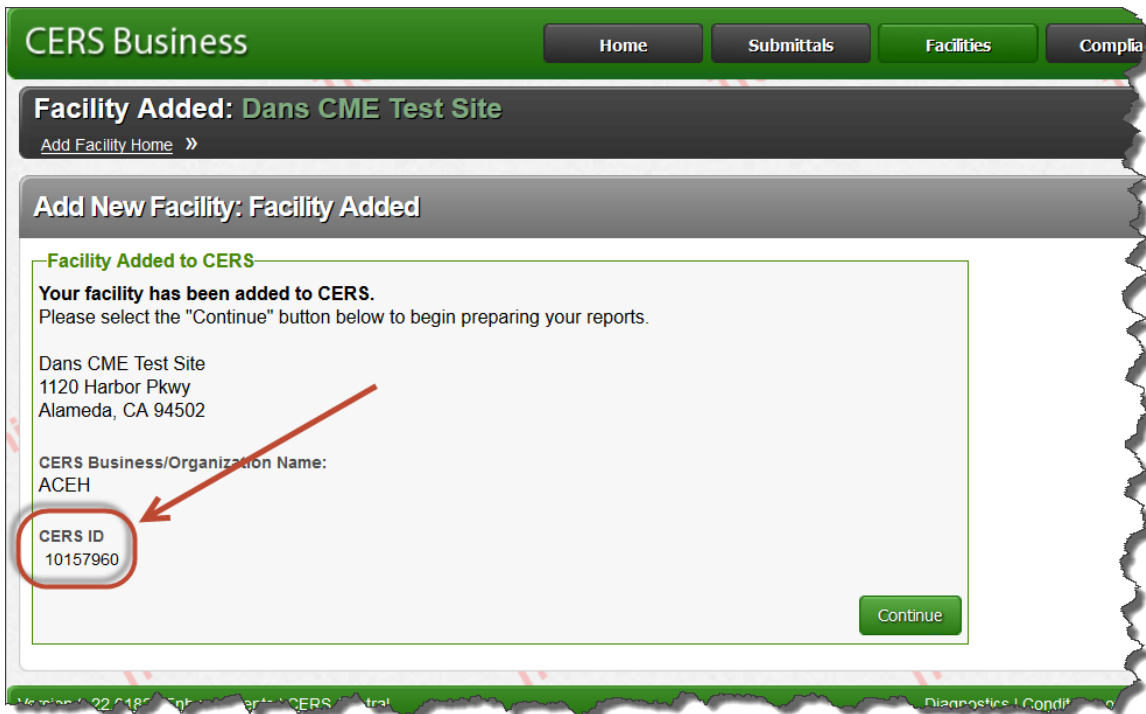 CERS Business
Home
Submittals
Facilities
Facility Added: Dans CME Test Site
Add Facility Home »
Add New Facility: Facility Added
Facility Added to CERS
Your facility has been added to CERS.
Please select the "Continue" button below to begin preparing your reports.
Dans CME Test Site
1120 Harbor Pkwy
Alameda, CA 94502
CERS Business/Organization Name:
ACEH
CERS ID
10157960
Continue
CERS
Diagnostics |